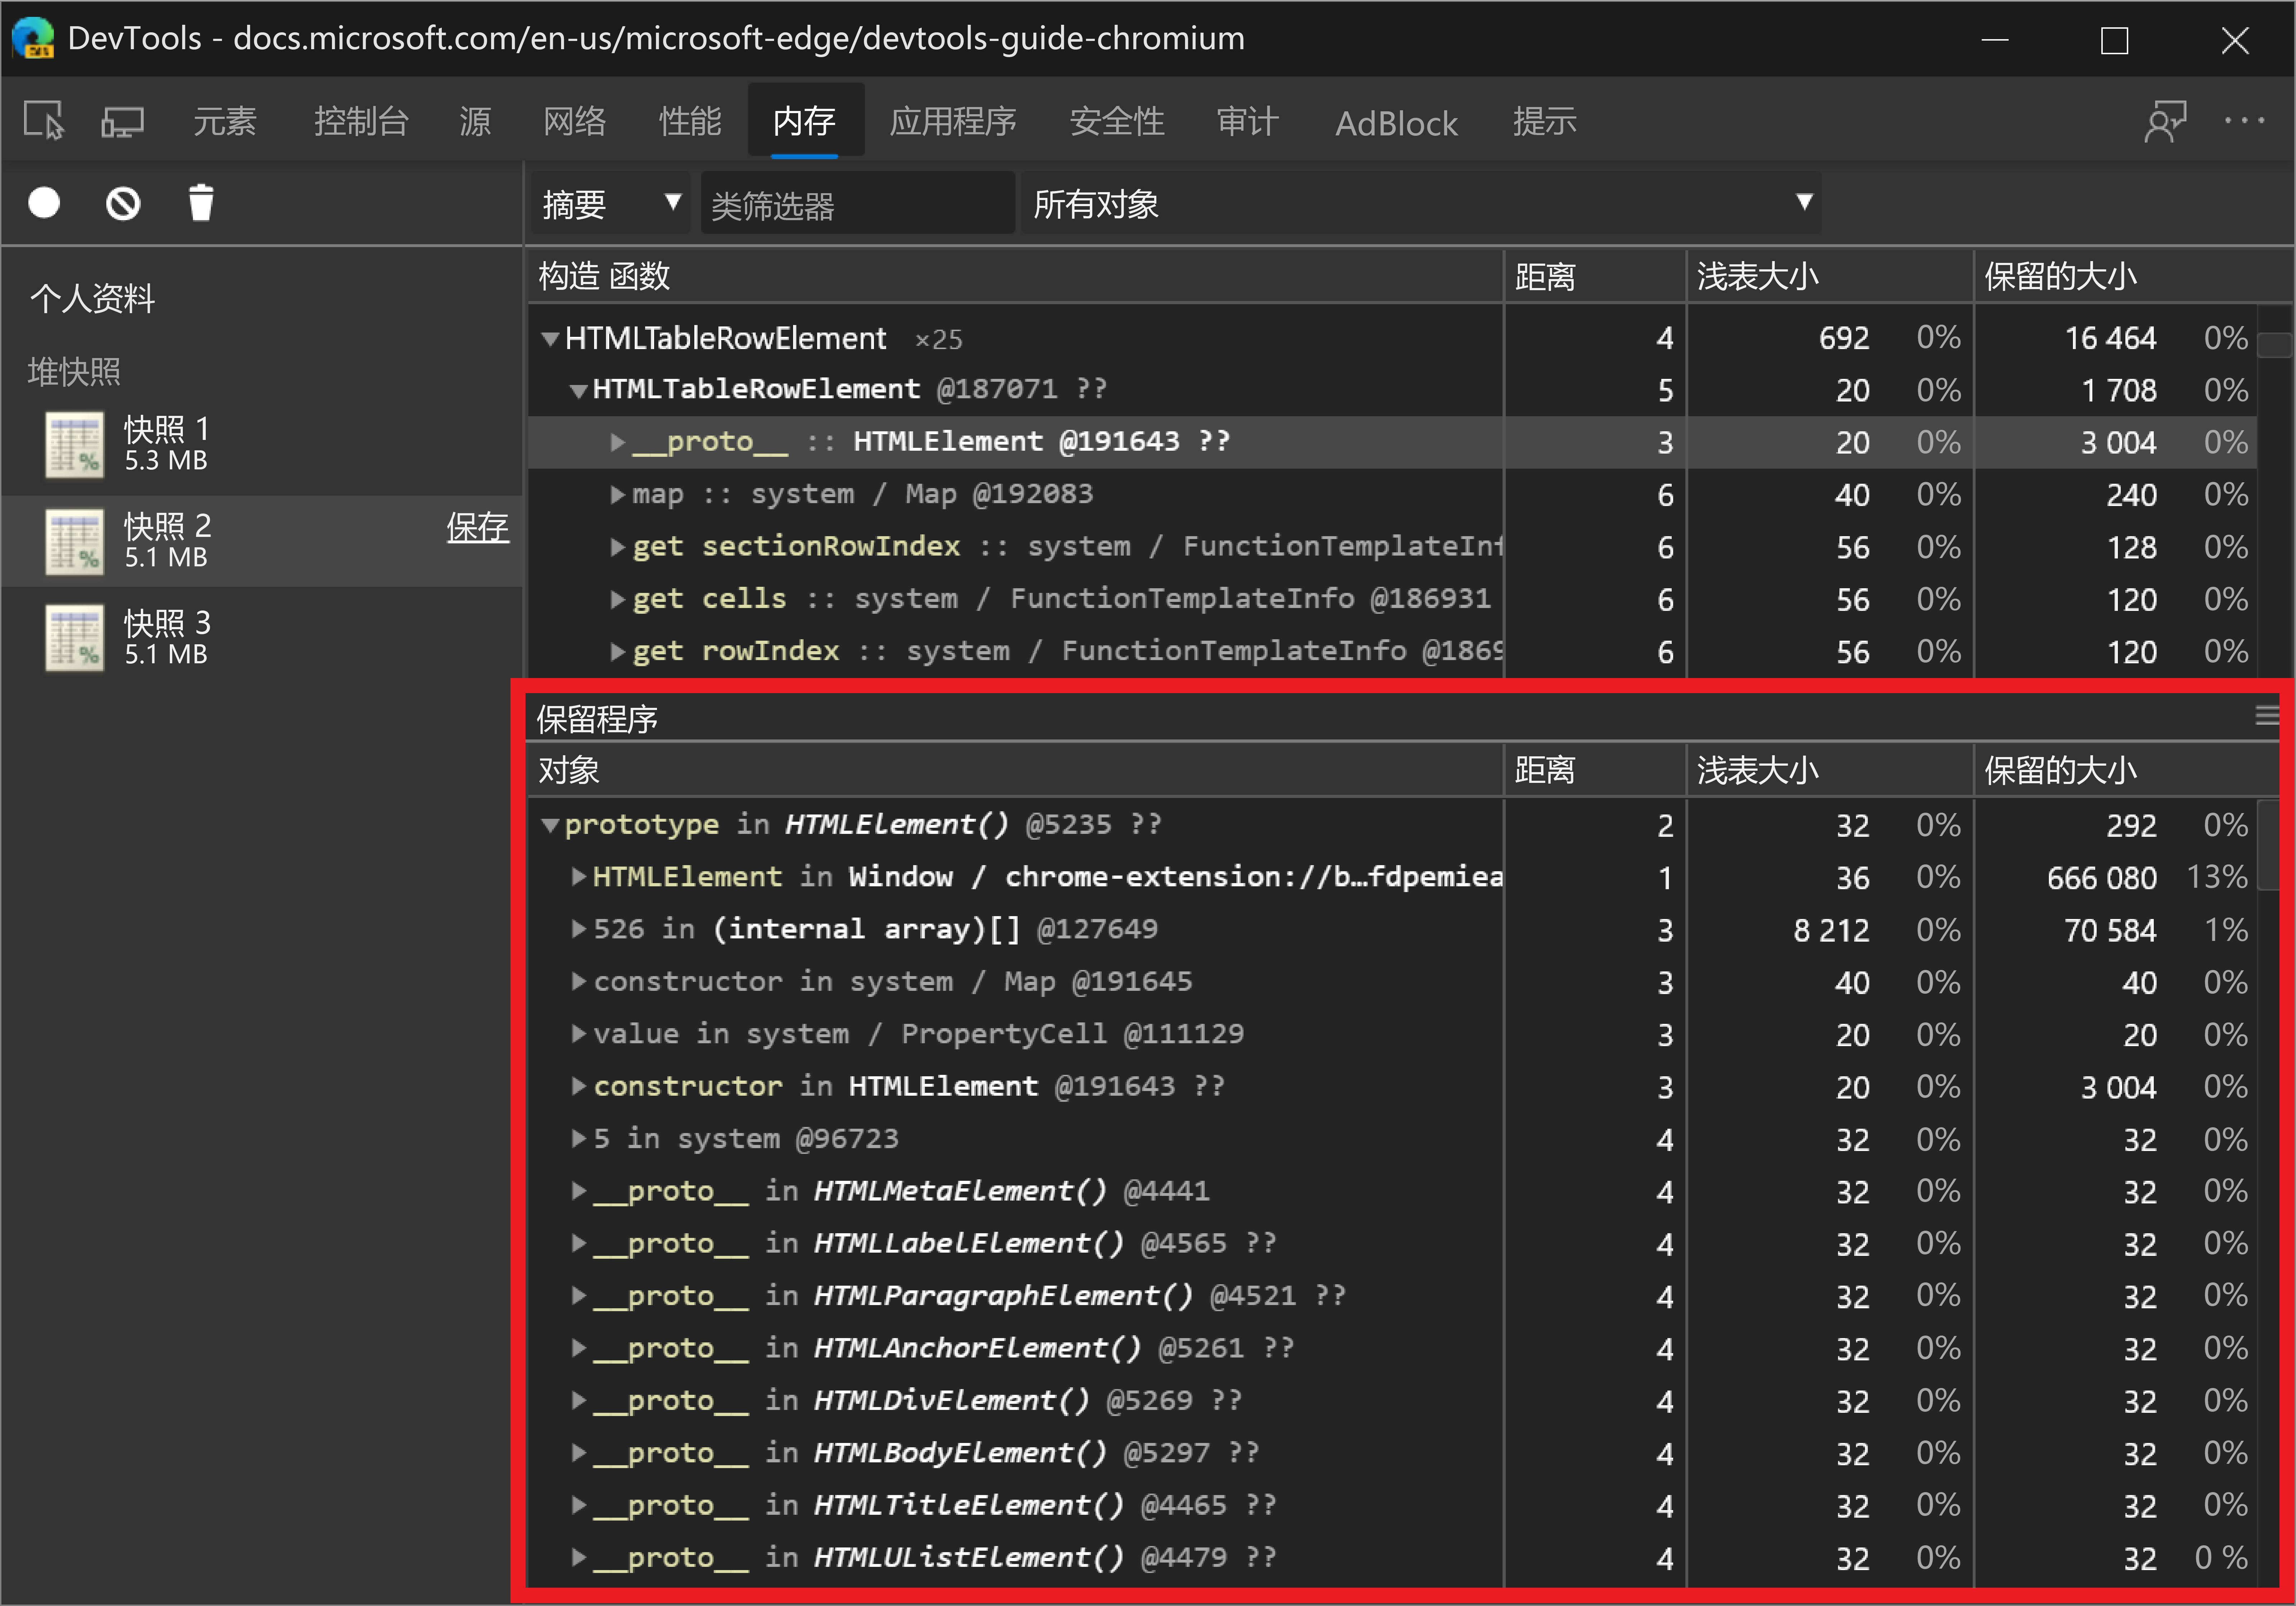 DevTools - docs.microsoft.com/en-us/microsoft-edge/devtools-guide-chromium
元素 控制台 源 网络 性能 内存 应用程序 安全性 审计 AdBlock 提示
摘要 类筛选器 所有对象
个人资料
堆快照
快照 1
5.3 MB
快照 2 保存
5.1 MB
快照 3
5.1 MB
构造 函数 距离 浅表大小 保留的大小
HTMLTableRowElement ×25 4 692 0% 16 464 0%
HTMLTableRowElement @187071 ?? 5 20 0% 1 708 0%
__proto__ :: HTMLElement @191643 ?? 3 20 0% 3 004 0%
map :: system / Map @192083 6 40 0% 240 0%
get sectionRowIndex :: system / FunctionTemplateInf 6 56 0% 128 0%
get cells :: system / FunctionTemplateInfo @186931 6 56 0% 120 0%
get rowIndex :: system / FunctionTemplateInfo @1869 6 56 0% 120 0%
保留程序
对象 距离 浅表大小 保留的大小
prototype in HTMLElement() @5235 ?? 2 32 0% 292 0%
HTMLElement in Window / chrome-extension://b…fdpemiea 1 36 0% 666 080 13%
526 in (internal array)[] @127649 3 8 212 0% 70 584 1%
constructor in system / Map @191645 3 40 0% 40 0%
value in system / PropertyCell @111129 3 20 0% 20 0%
constructor in HTMLElement @191643 ?? 3 20 0% 3 004 0%
5 in system @96723 4 32 0% 32 0%
__proto__ in HTMLMetaElement() @4441 4 32 0% 32 0%
__proto__ in HTMLLabelElement() @4565 ?? 4 32 0% 32 0%
__proto__ in HTMLParagraphElement() @4521 ?? 4 32 0% 32 0%
__proto__ in HTMLAnchorElement() @5261 ?? 4 32 0% 32 0%
__proto__ in HTMLDivElement() @5269 ?? 4 32 0% 32 0%
__proto__ in HTMLBodyElement() @5297 ?? 4 32 0% 32 0%
__proto__ in HTMLTitleElement() @4465 ?? 4 32 0% 32 0%
__proto__ in HTMLUListElement() @4479 ?? 4 32 0% 32 0 %